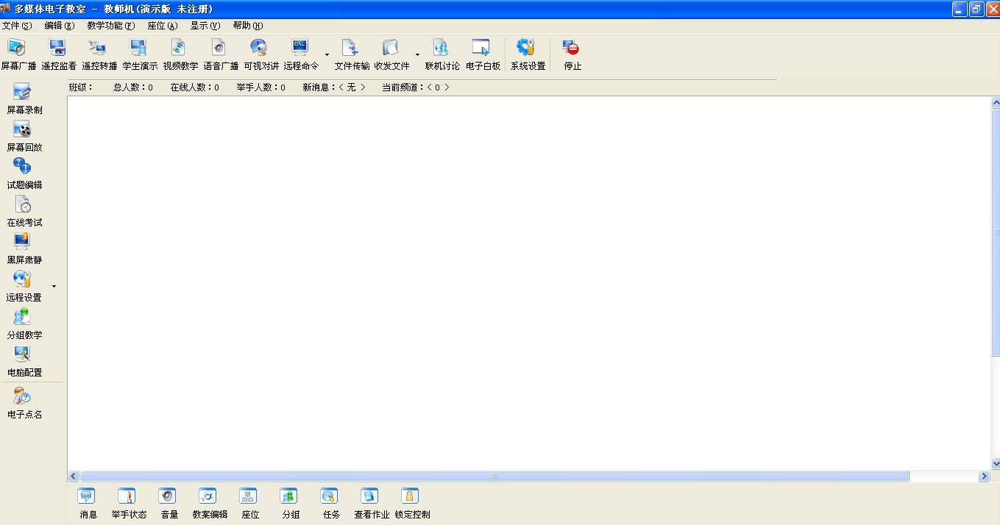 多媒体电子教室 - 教师机(演示版 未注册)
文件(S) 编辑(E) 教学功能(F) 座位(A) 显示(V) 帮助(H)
屏幕广播 遥控监看 遥控转播 学生演示 视频教学 语音广播 可视对讲 远程命令 文件传输 收发文件 联机讨论 电子白板 系统设置 停止
班级： 总人数：0 在线人数：0 举手人数：0 新消息：< 无 > 当前频道：< 0 >
屏幕录制
屏幕回放
试题编辑
在线考试
黑屏肃静
远程设置
分组教学
电脑配置
电子点名
消息 举手状态 音量 教案编辑 座位 分组 任务 查看作业 锁定控制